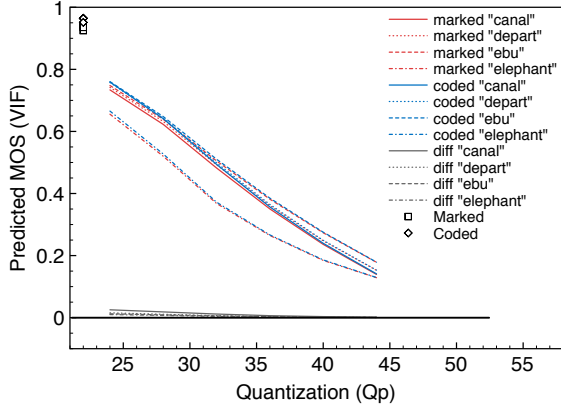 Predicted MOS (VIF)
1
0.8
0.6
0.4
0.2
0
25 30 35 40 45 50 55
Quantization (Qp)
marked "canal"
marked "depart"
marked "ebu"
marked "elephant"
coded "canal"
coded "depart"
coded "ebu"
coded "elephant"
diff "canal"
diff "depart"
diff "ebu"
diff "elephant"
Marked
Coded